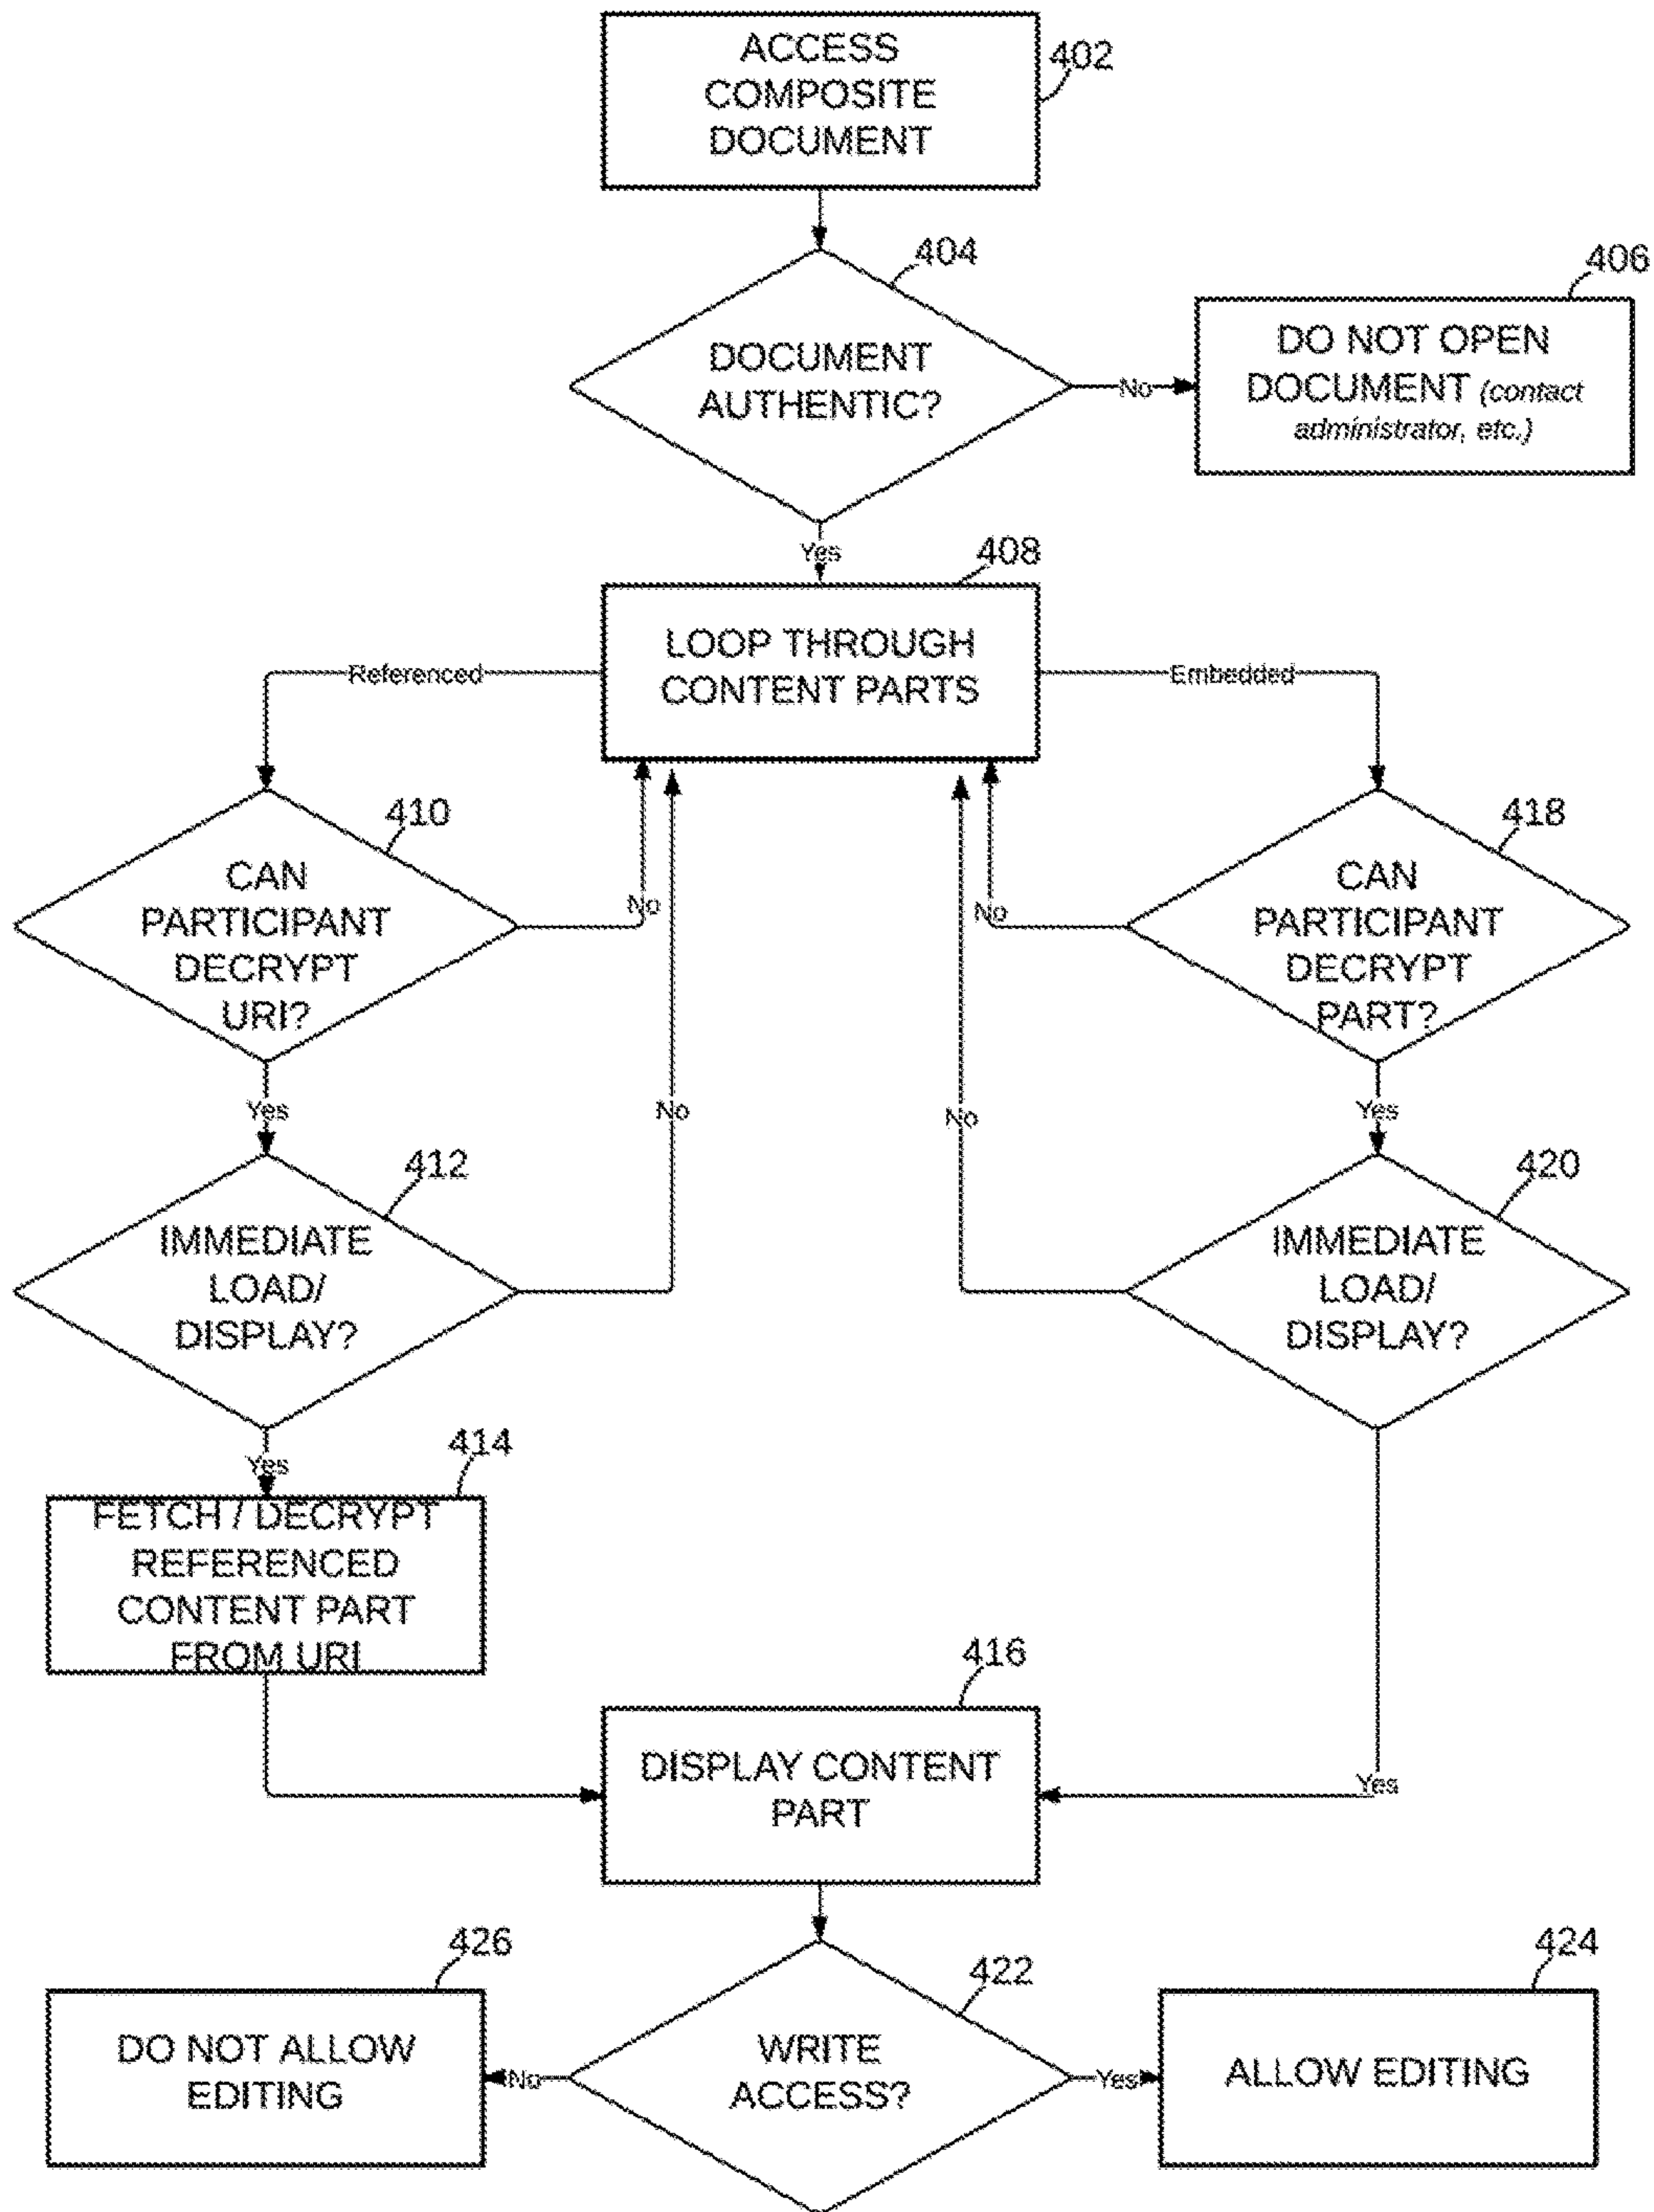 ACCESS
COMPOSITE
DOCUMENT
402
404
DOCUMENT
AUTHENTIC?
No
406
DO NOT OPEN
DOCUMENT (contact
administrator, etc.)
Yes
408
LOOP THROUGH
CONTENT PARTS
Referenced
Embedded
410
CAN
PARTICIPANT
DECRYPT
URI?
No
No
418
CAN
PARTICIPANT
DECRYPT
PART?
Yes
No
No
Yes
412
IMMEDIATE
LOAD/
DISPLAY?
420
IMMEDIATE
LOAD/
DISPLAY?
Yes
414
FETCH / DECRYPT
REFERENCED
CONTENT PART
FROM URI
416
DISPLAY CONTENT
PART
Yes
426
DO NOT ALLOW
EDITING
No
422
WRITE
ACCESS?
Yes
424
ALLOW EDITING